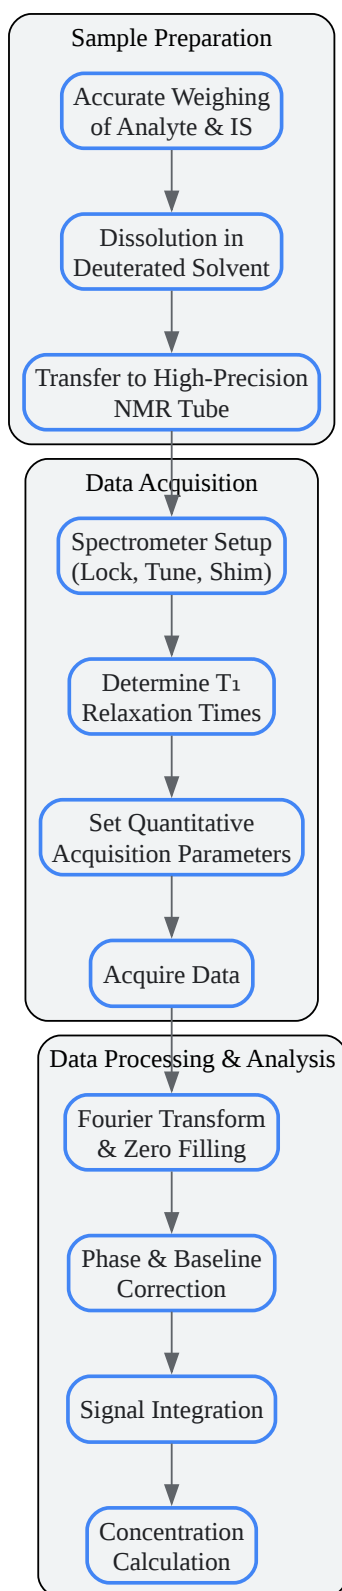 Sample Preparation
Accurate Weighing
of Analyte & IS
Dissolution in
Deuterated Solvent
Transfer to High-Precision
NMR Tube
Data Acquisition
Spectrometer Setup
(Lock, Tune, Shim)
Determine T₁
Relaxation Times
Set Quantitative
Acquisition Parameters
Acquire Data
Data Processing & Analysis
Fourier Transform
& Zero Filling
Phase & Baseline
Correction
Signal Integration
Concentration
Calculation